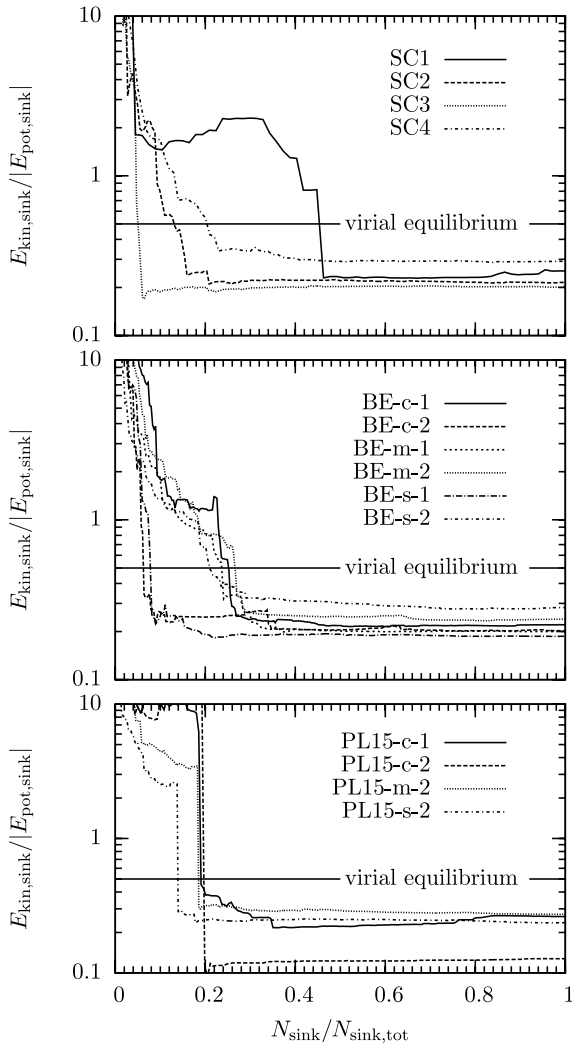 10
1
0.1
E_kin,sink/|E_pot,sink|
SC1
SC2
SC3
SC4
virial equilibrium
10
1
0.1
E_kin,sink/|E_pot,sink|
BE-c-1
BE-c-2
BE-m-1
BE-m-2
BE-s-1
BE-s-2
virial equilibrium
10
1
0.1
E_kin,sink/|E_pot,sink|
PL15-c-1
PL15-c-2
PL15-m-2
PL15-s-2
virial equilibrium
0 0.2 0.4 0.6 0.8 1
N_sink/N_sink,tot